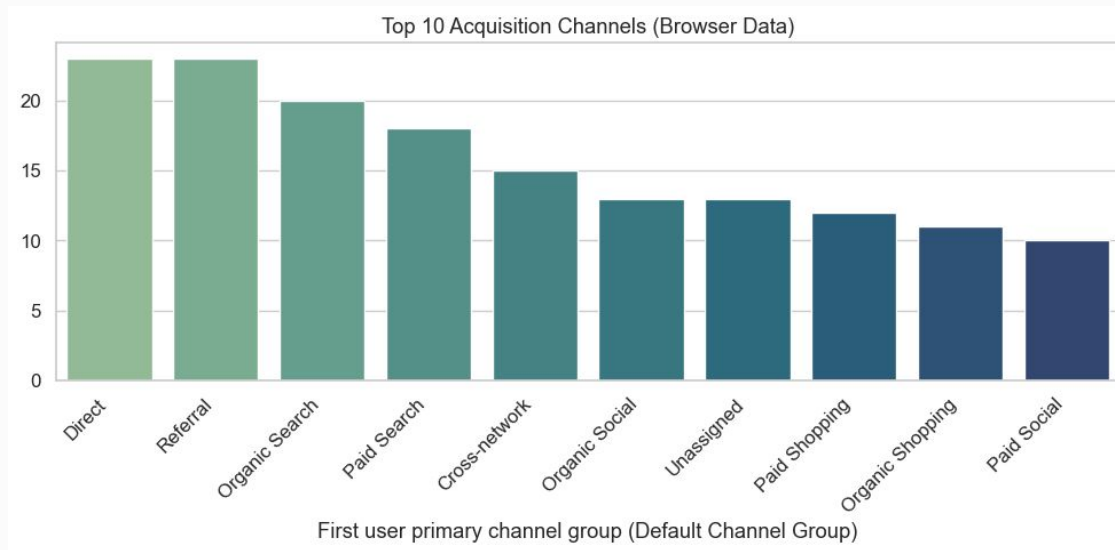 Top 10 Acquisition Channels (Browser Data)
20
15
10
5
0
Direct
Referral
Organic Search
Paid Search
Cross-network
Organic Social
Unassigned
Paid Shopping
Organic Shopping
Paid Social
First user primary channel group (Default Channel Group)